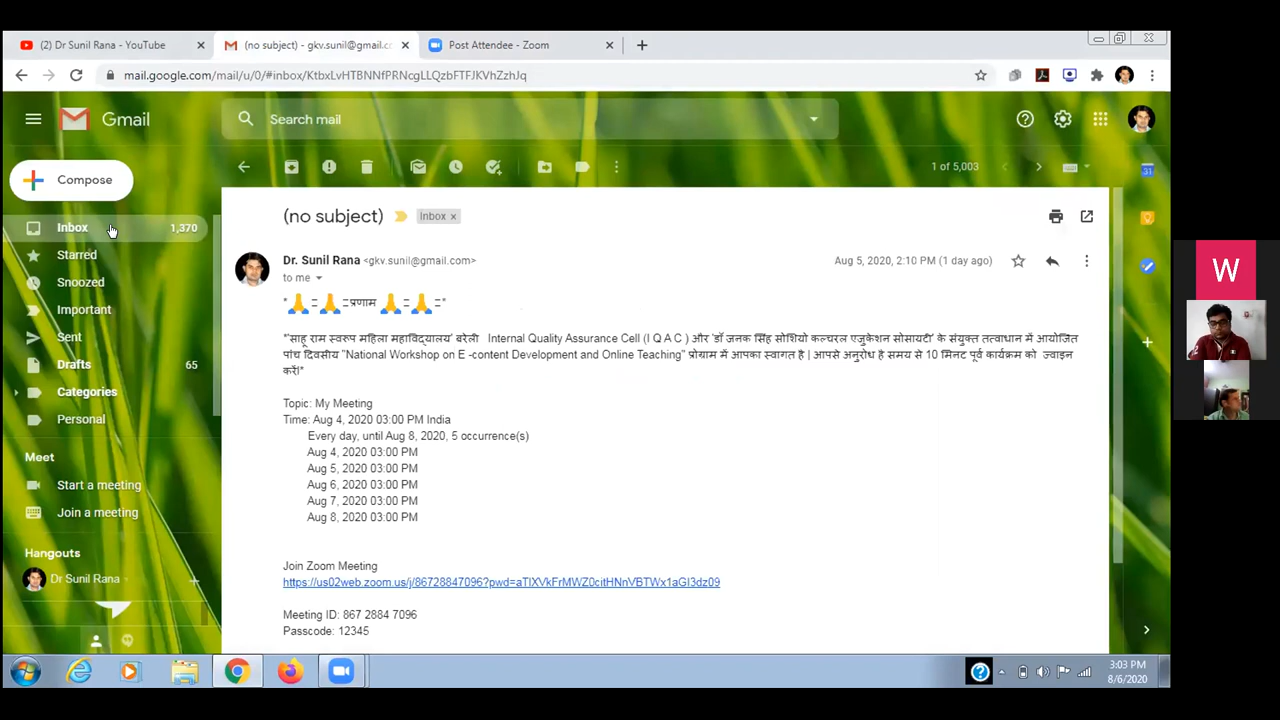 (2) Dr Sunil Rana - YouTube
(no subject) - gkv.sunil@gmail.cc
Post Attendee - Zoom
mail.google.com/mail/u/0/#inbox/KtbxLvHTBNNfPRNcgLLQzbFTFJKVhZzhJq
Gmail
Search mail
Compose
1 of 5,003
Inbox 1,370
Starred
Snoozed
Important
Sent
Drafts 65
Categories
Personal
Meet
Start a meeting
Join a meeting
Hangouts
Dr Sunil Rana
(no subject)
Inbox x
Dr. Sunil Rana <gkv.sunil@gmail.com>
Aug 5, 2020, 2:10 PM (1 day ago)
to me
*🙏=🙏=प्रणाम 🙏=🙏=*
*'साहू राम स्वरुप महिला महाविद्यालय' बरेली Internal Quality Assurance Cell (I Q A C ) और 'डॉ जनक सिंह सोशियो कल्चरल एजुकेशन सोसायटी' के संयुक्त तत्वाधान में आयोजित
पांच दिवसीय "National Workshop on E -content Development and Online Teaching" प्रोग्राम में आपका स्वागत है | आपसे अनुरोध है समय से 10 मिनट पूर्व कार्यक्रम को ज्वाइन
करें।*
Topic: My Meeting
Time: Aug 4, 2020 03:00 PM India
Every day, until Aug 8, 2020, 5 occurrence(s)
Aug 4, 2020 03:00 PM
Aug 5, 2020 03:00 PM
Aug 6, 2020 03:00 PM
Aug 7, 2020 03:00 PM
Aug 8, 2020 03:00 PM
Join Zoom Meeting
https://us02web.zoom.us/j/86728847096?pwd=aTlXVkFrMWZ0citHNnVBTWx1aGI3dz09
Meeting ID: 867 2884 7096
Passcode: 12345
31
W
3:03 PM
8/6/2020